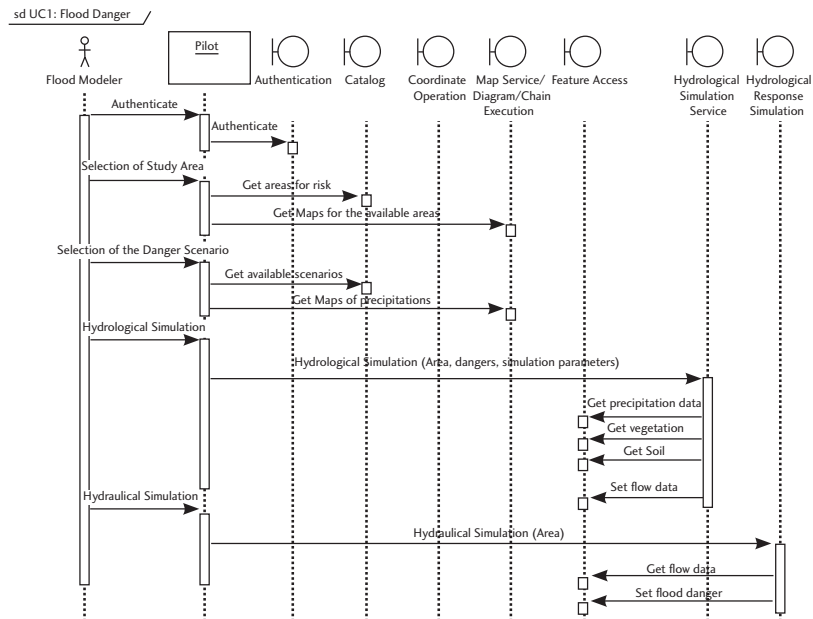 sd UC1: Flood Danger
Flood Modeler
Pilot
Authentication
Catalog
Coordinate
Operation
Map Service/
Diagram/Chain
Execution
Feature Access
Hydrological
Simulation
Service
Hydrological
Response
Simulation
Authenticate
Authenticate
Selection of Study Area
Get areas for risk
Get Maps for the available areas
Selection of the Danger Scenario
Get available scenarios
Get Maps of precipitations
Hydrological Simulation
Hydrological Simulation (Area, dangers, simulation parameters)
Get precipitation data
Get vegetation
Get Soil
Set flow data
Hydraulical Simulation
Hydraulical Simulation (Area)
Get flow data
Set flood danger